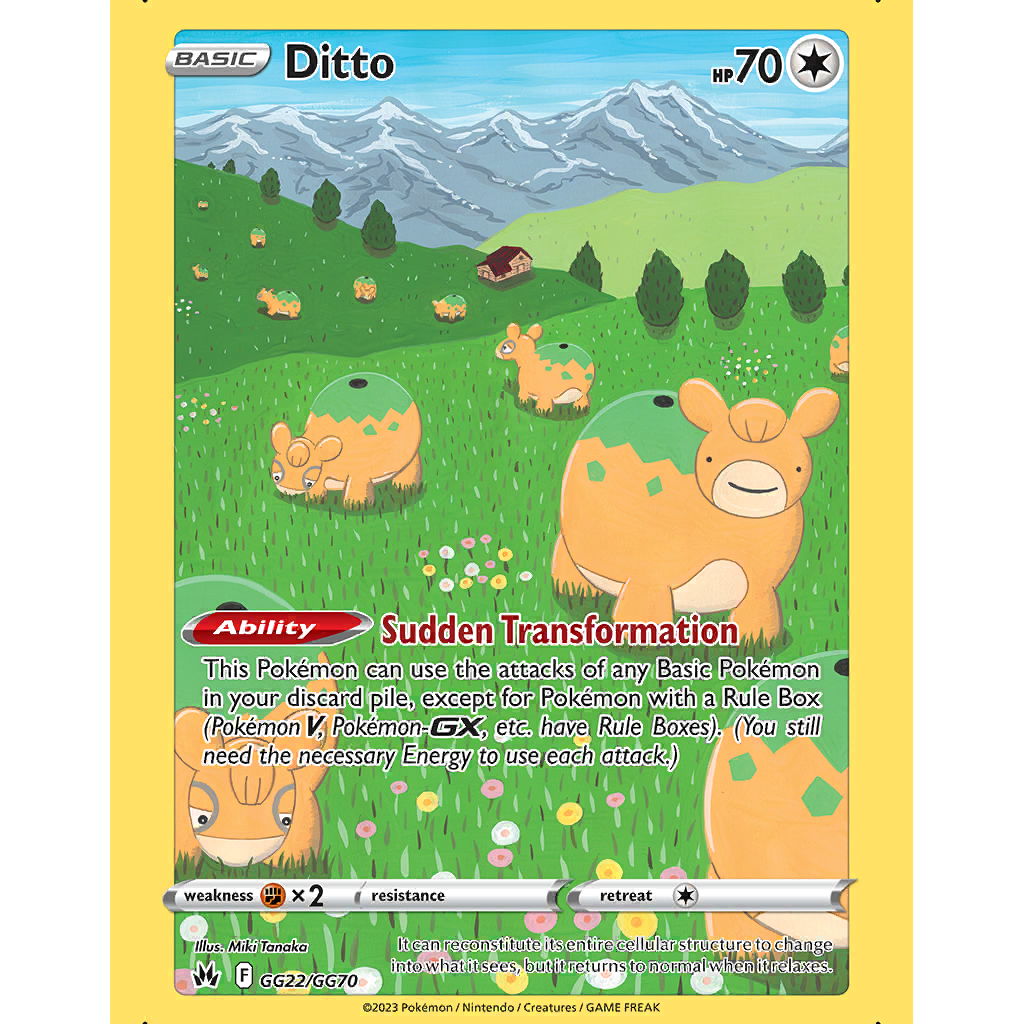 BASIC Ditto HP 70
Ability Sudden Transformation
This Pokémon can use the attacks of any Basic Pokémon
in your discard pile, except for Pokémon with a Rule Box
(Pokémon V, Pokémon-GX, etc. have Rule Boxes). (You still
need the necessary Energy to use each attack.)
weakness ×2 resistance retreat
Illus. Miki Tanaka
It can reconstitute its entire cellular structure to change
into what it sees, but it returns to normal when it relaxes.
F GG22/GG70
©2023 Pokémon / Nintendo / Creatures / GAME FREAK